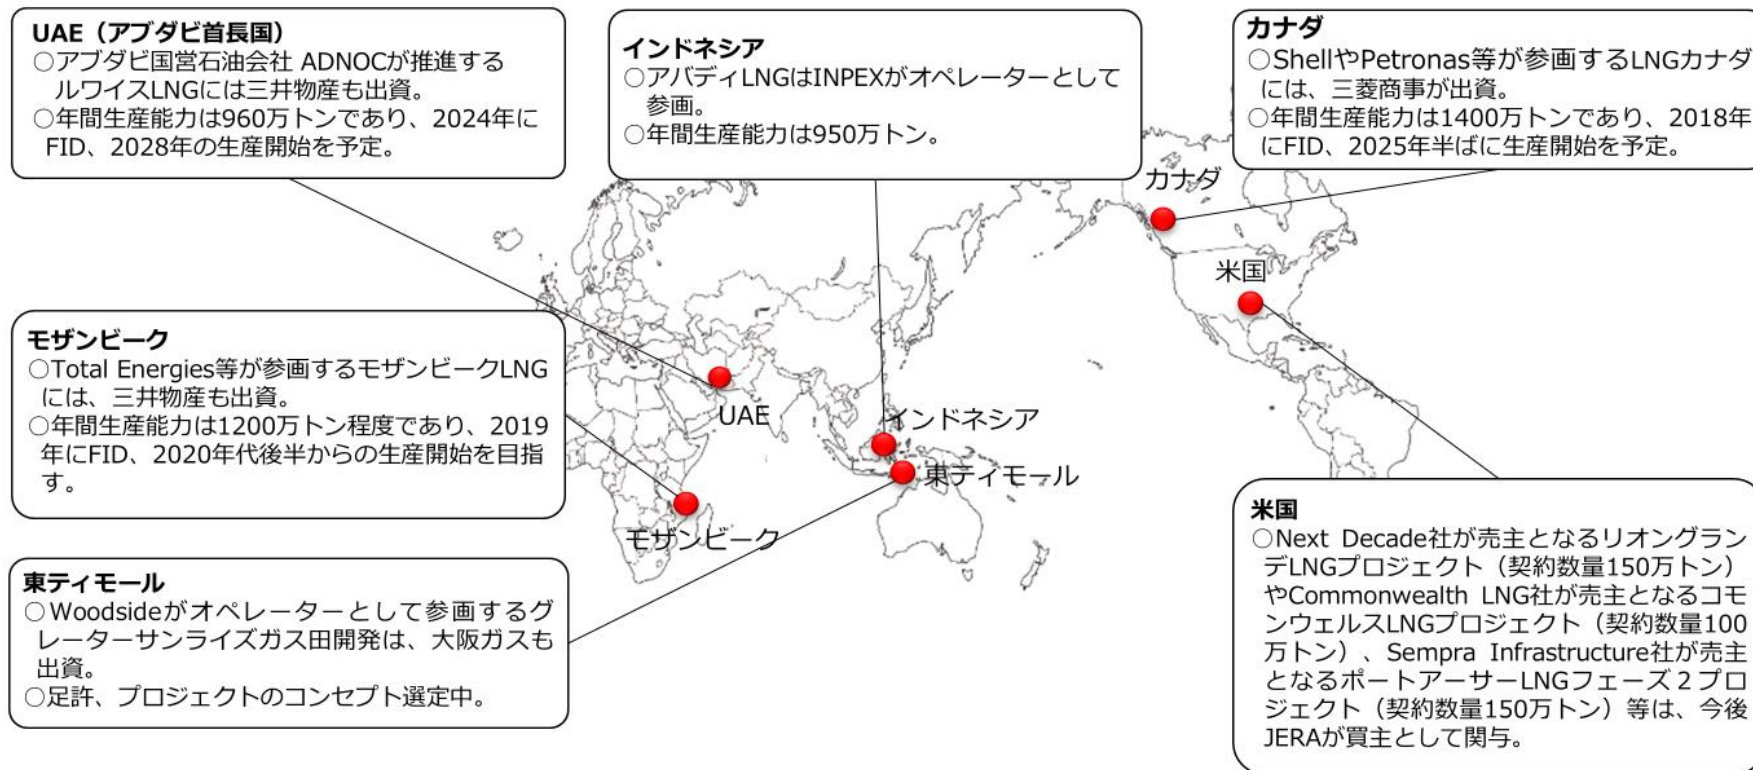 UAE（アブダビ首長国）
○アブダビ国営石油会社 ADNOCが推進する
ルワイスLNGには三井物産も出資。
○年間生産能力は960万トンであり、2024年に
FID、2028年の生産開始を予定。
インドネシア
○アバディLNGはINPEXがオペレーターとして
参画。
○年間生産能力は950万トン。
カナダ
○ShellやPetronas等が参画するLNGカナダ
には、三菱商事が出資。
○年間生産能力は1400万トンであり、2018年
にFID、2025年半ばに生産開始を予定。
カナダ
米国
モザンビーク
○Total Energies等が参画するモザンビークLNG
には、三井物産も出資。
○年間生産能力は1200万トン程度であり、2019
年にFID、2020年代後半からの生産開始を目指
す。
UAE
インドネシア
東ティモール
モザンビーク
東ティモール
○Woodsideがオペレーターとして参画するグ
レーターサンライズガス田開発は、大阪ガスも
出資。
○足許、プロジェクトのコンセプト選定中。
米国
○Next Decade社が売主となるリオグラン
デLNGプロジェクト（契約数量150万トン）
やCommonwealth LNG社が売主となるコモ
ンウェルスLNGプロジェクト（契約数量100
万トン）、Sempra Infrastructure社が売主
となるポートアーサーLNGフェーズ２プロ
ジェクト（契約数量150万トン）等は、今後
JERAが買主として関与。